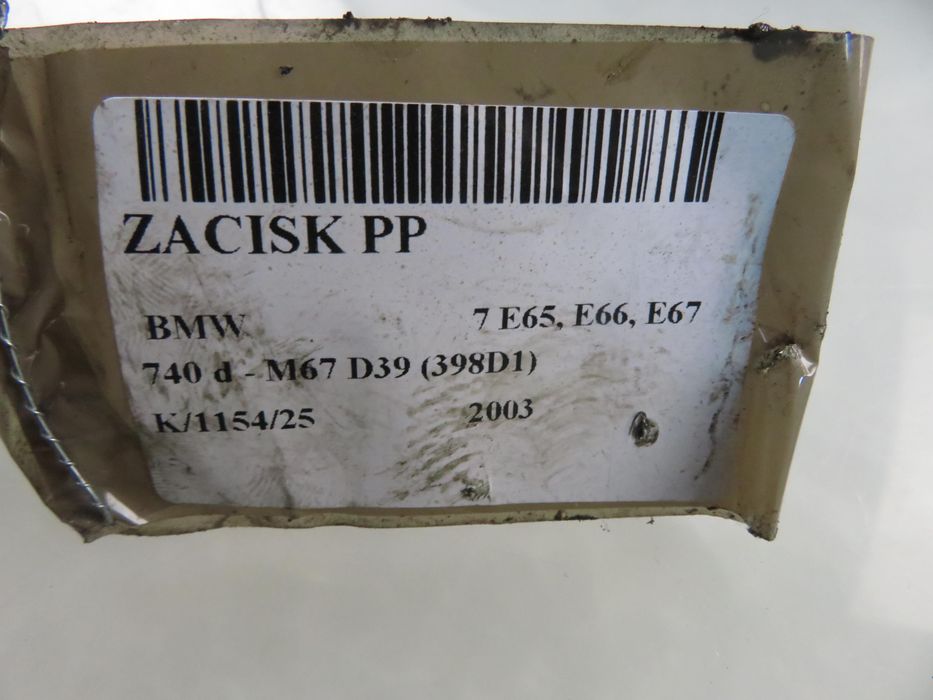 ZACISK PP
BMW 7 E65, E66, E67
740 d - M67 D39 (398D1)
K/1154/25 2003